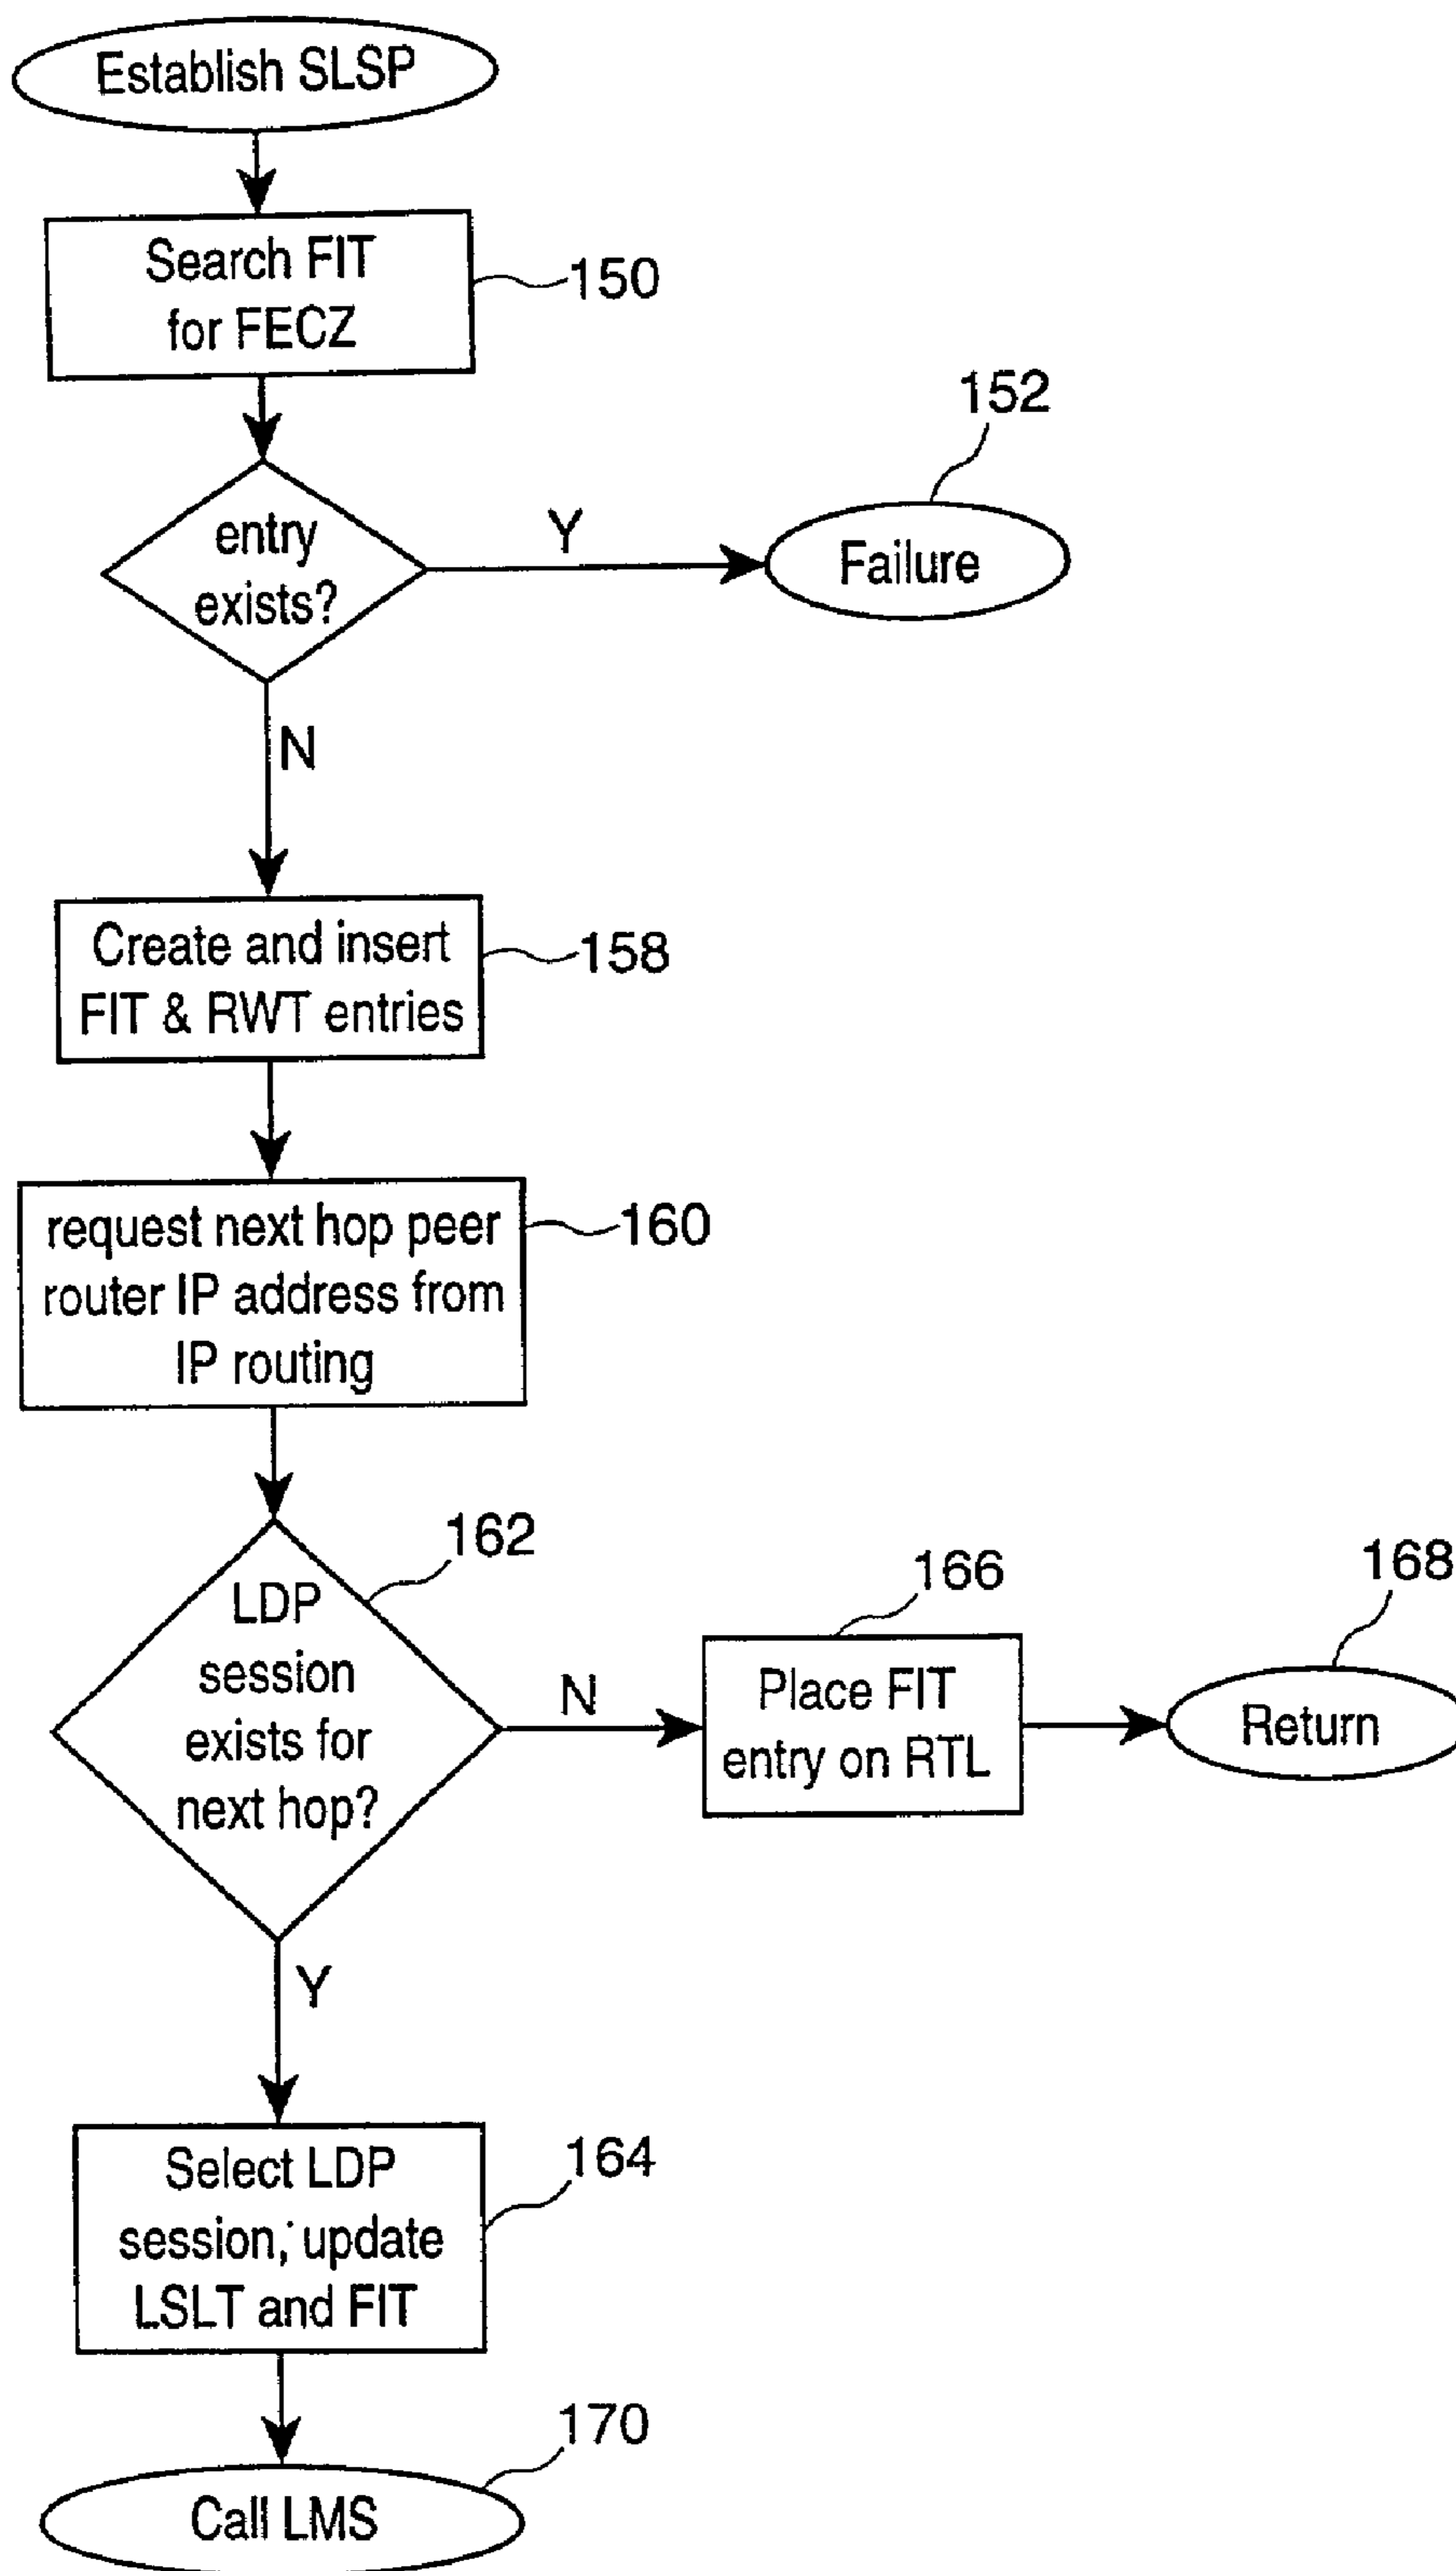 Establish SLSP
Search FIT
for FECZ
150
entry
exists?
Y
152
Failure
N
Create and insert
FIT & RWT entries
158
request next hop peer
router IP address from
IP routing
160
LDP
session
exists for
next hop?
162
N
Place FIT
entry on RTL
166
168
Return
Y
Select LDP
session; update
LSLT and FIT
164
170
Call LMS